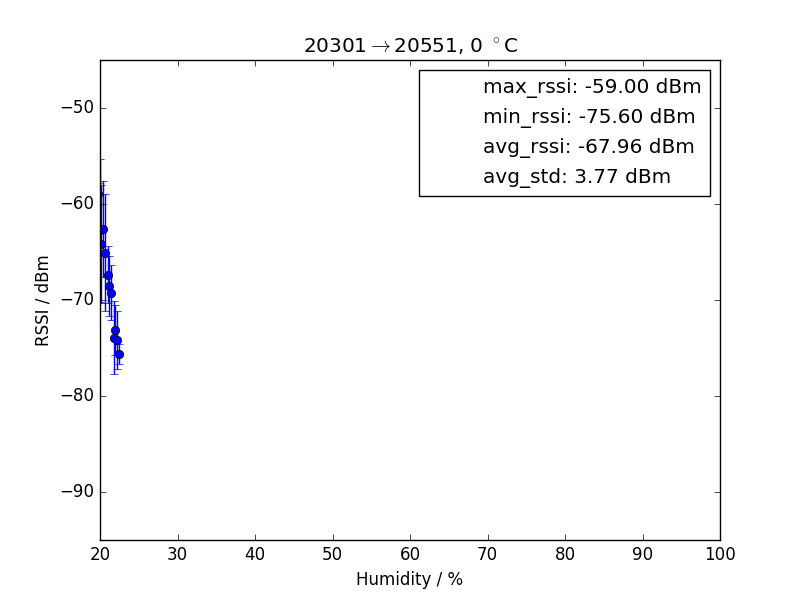 20301→20551, 0 °C
max_rssi: -59.00 dBm
min_rssi: -75.60 dBm
avg_rssi: -67.96 dBm
avg_std: 3.77 dBm
−50
−60
−70
−80
−90
RSSI / dBm
20 30 40 50 60 70 80 90 100
Humidity / %